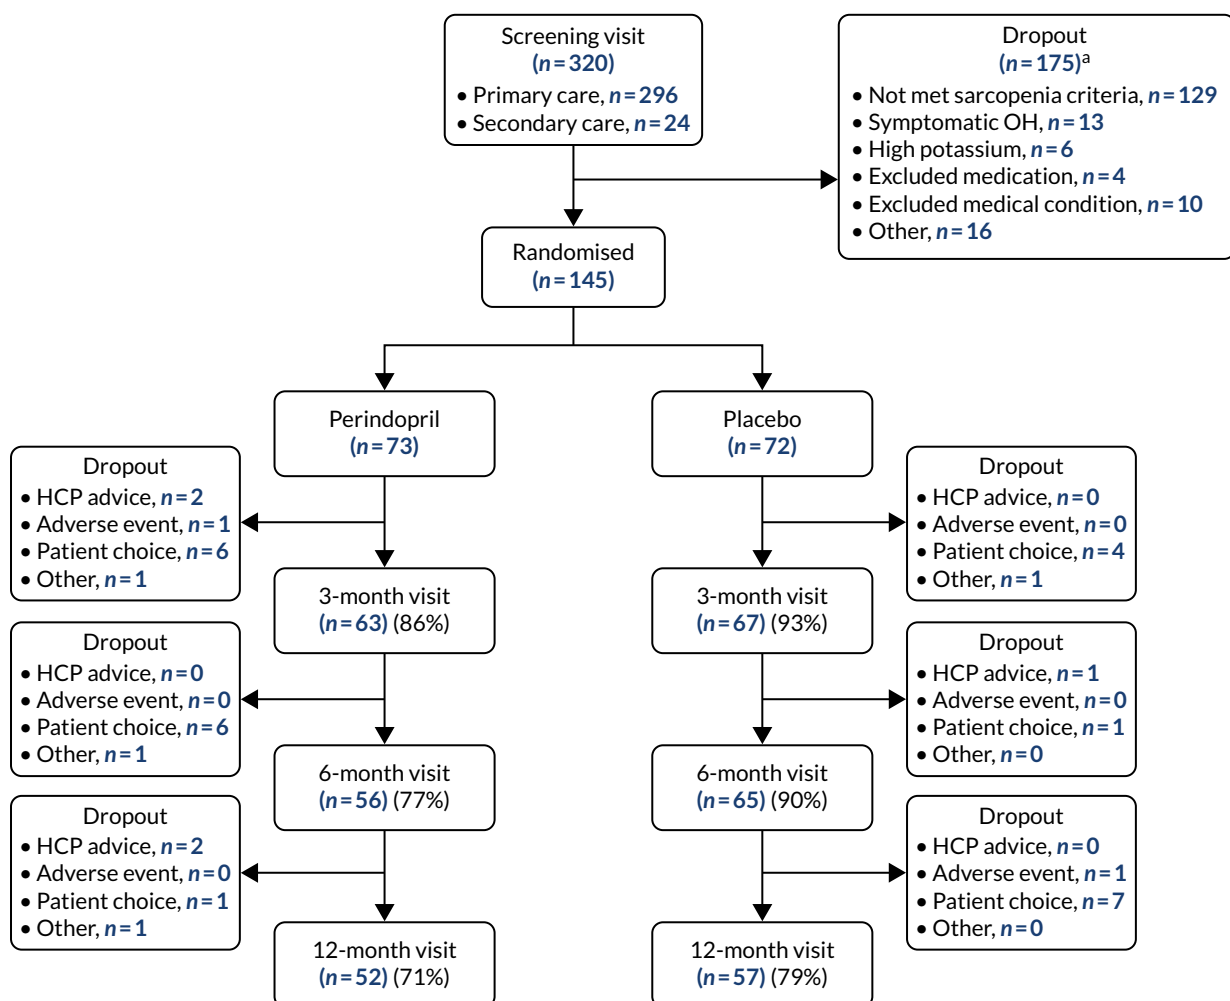 Screening visit
(n=320)
• Primary care, n=296
• Secondary care, n=24
Dropout
(n=175)a
• Not met sarcopenia criteria, n=129
• Symptomatic OH, n=13
• High potassium, n=6
• Excluded medication, n=4
• Excluded medical condition, n=10
• Other, n=16
Randomised
(n=145)
Perindopril
(n=73)
Placebo
(n=72)
Dropout
• HCP advice, n=2
• Adverse event, n=1
• Patient choice, n=6
• Other, n=1
Dropout
• HCP advice, n=0
• Adverse event, n=0
• Patient choice, n=4
• Other, n=1
3-month visit
(n=63) (86%)
3-month visit
(n=67) (93%)
Dropout
• HCP advice, n=0
• Adverse event, n=0
• Patient choice, n=6
• Other, n=1
Dropout
• HCP advice, n=1
• Adverse event, n=0
• Patient choice, n=1
• Other, n=0
6-month visit
(n=56) (77%)
6-month visit
(n=65) (90%)
Dropout
• HCP advice, n=2
• Adverse event, n=0
• Patient choice, n=1
• Other, n=1
Dropout
• HCP advice, n=0
• Adverse event, n=1
• Patient choice, n=7
• Other, n=0
12-month visit
(n=52) (71%)
12-month visit
(n=57) (79%)